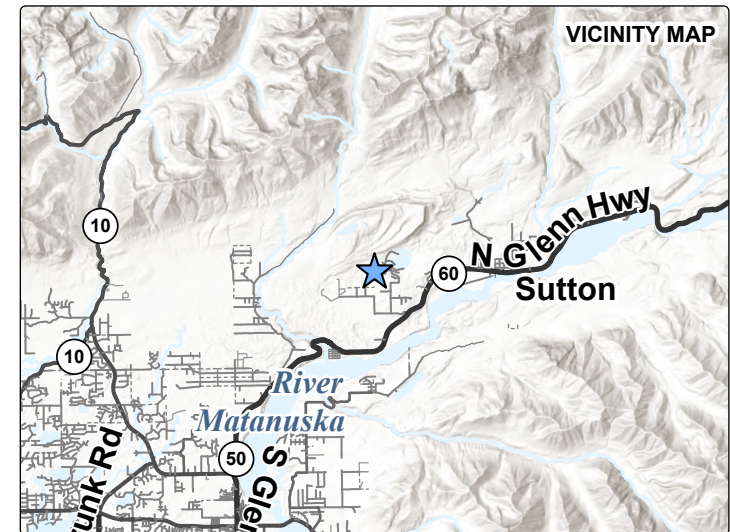 VICINITY MAP
10
N Glenn Hwy
60
Sutton
10
River
Matanuska
50
unk Rd
S Gle